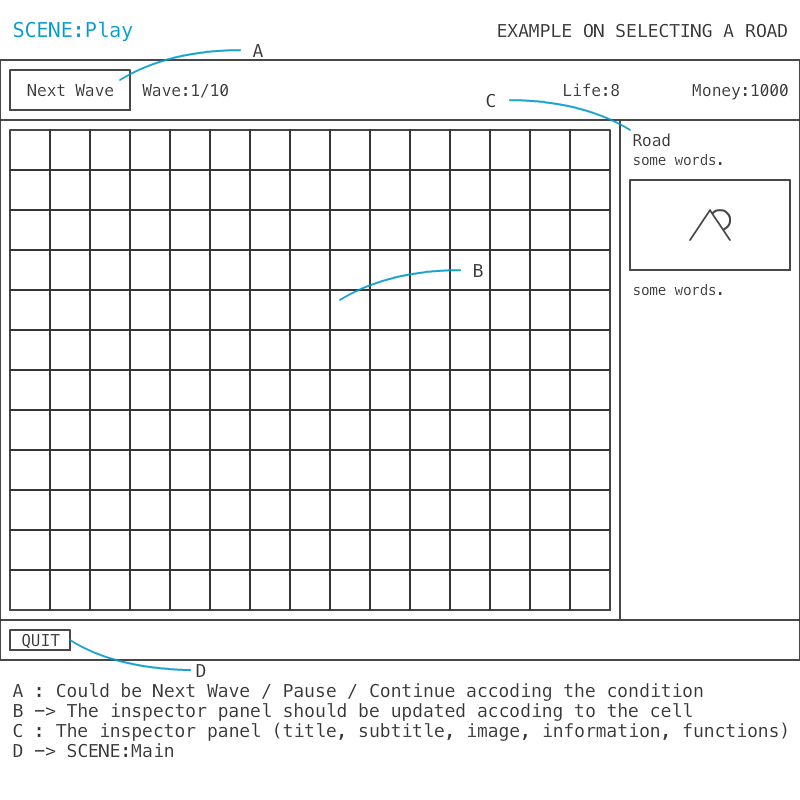 SCENE:Play
EXAMPLE ON SELECTING A ROAD
A
Next Wave
Wave:1/10
C
Life:8
Money:1000
Road
some words.
B
some words.
QUIT
D
A : Could be Next Wave / Pause / Continue accoding the condition
B —> The inspector panel should be updated accoding to the cell
C : The inspector panel (title, subtitle, image, information, functions)
D —> SCENE:Main